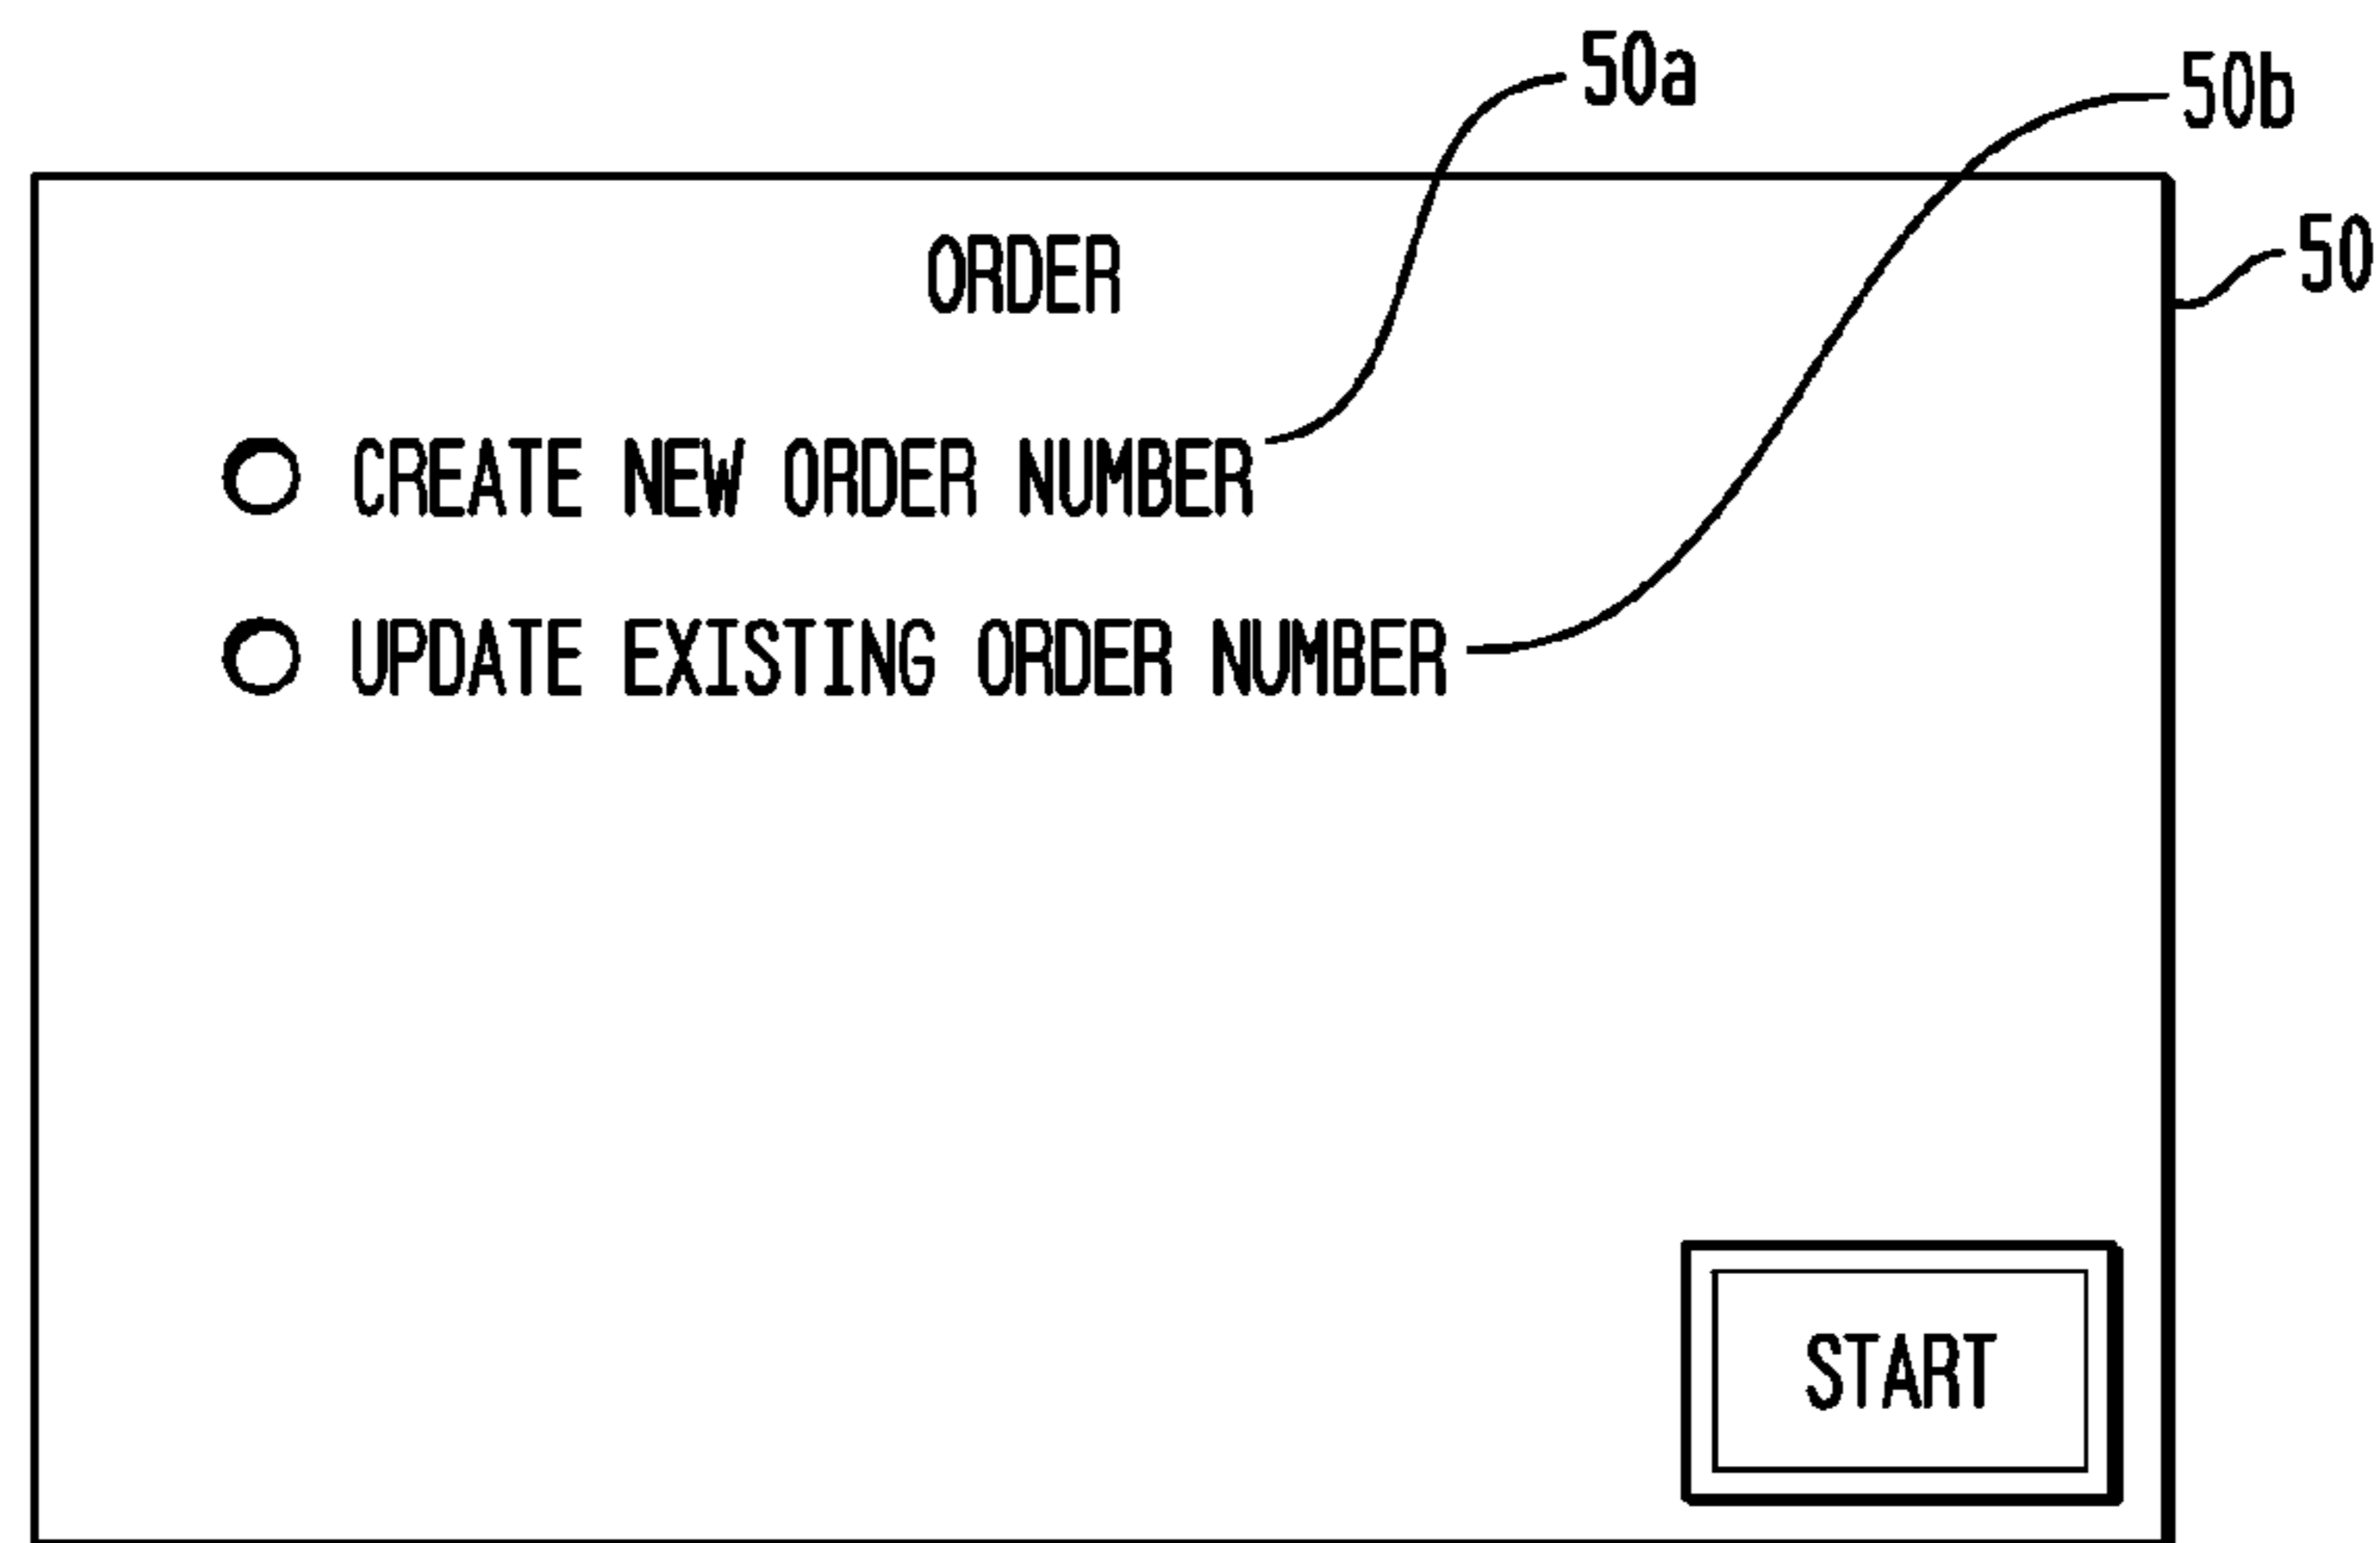 50a
50b
50
ORDER
CREATE NEW ORDER NUMBER
UPDATE EXISTING ORDER NUMBER
START